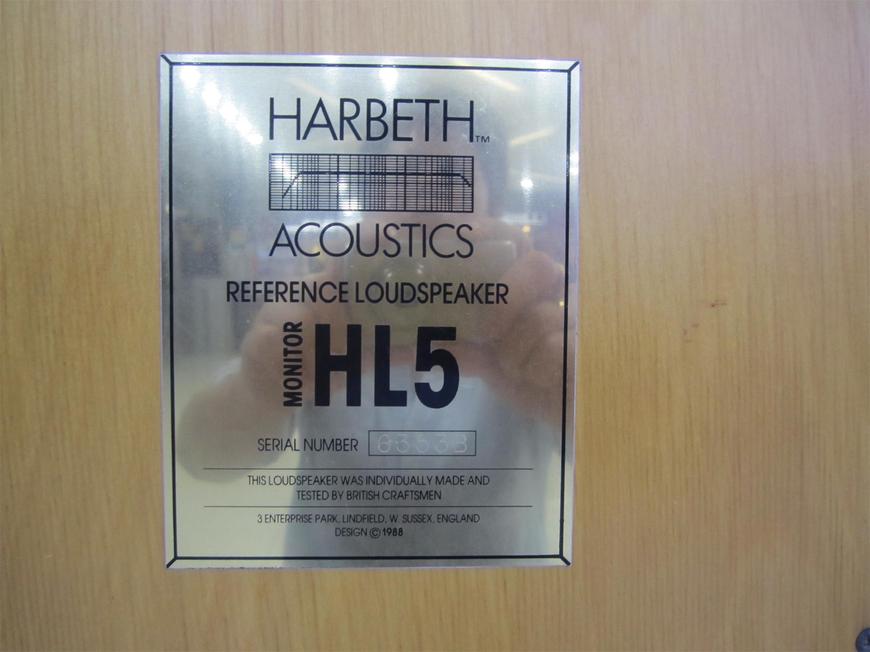 HARBETH™
ACOUSTICS
REFERENCE LOUDSPEAKER
MONITOR HL5
SERIAL NUMBER
THIS LOUDSPEAKER WAS INDIVIDUALLY MADE AND
TESTED BY BRITISH CRAFTSMEN
3 ENTERPRISE PARK, LINDFIELD, W. SUSSEX, ENGLAND
DESIGN © 1988